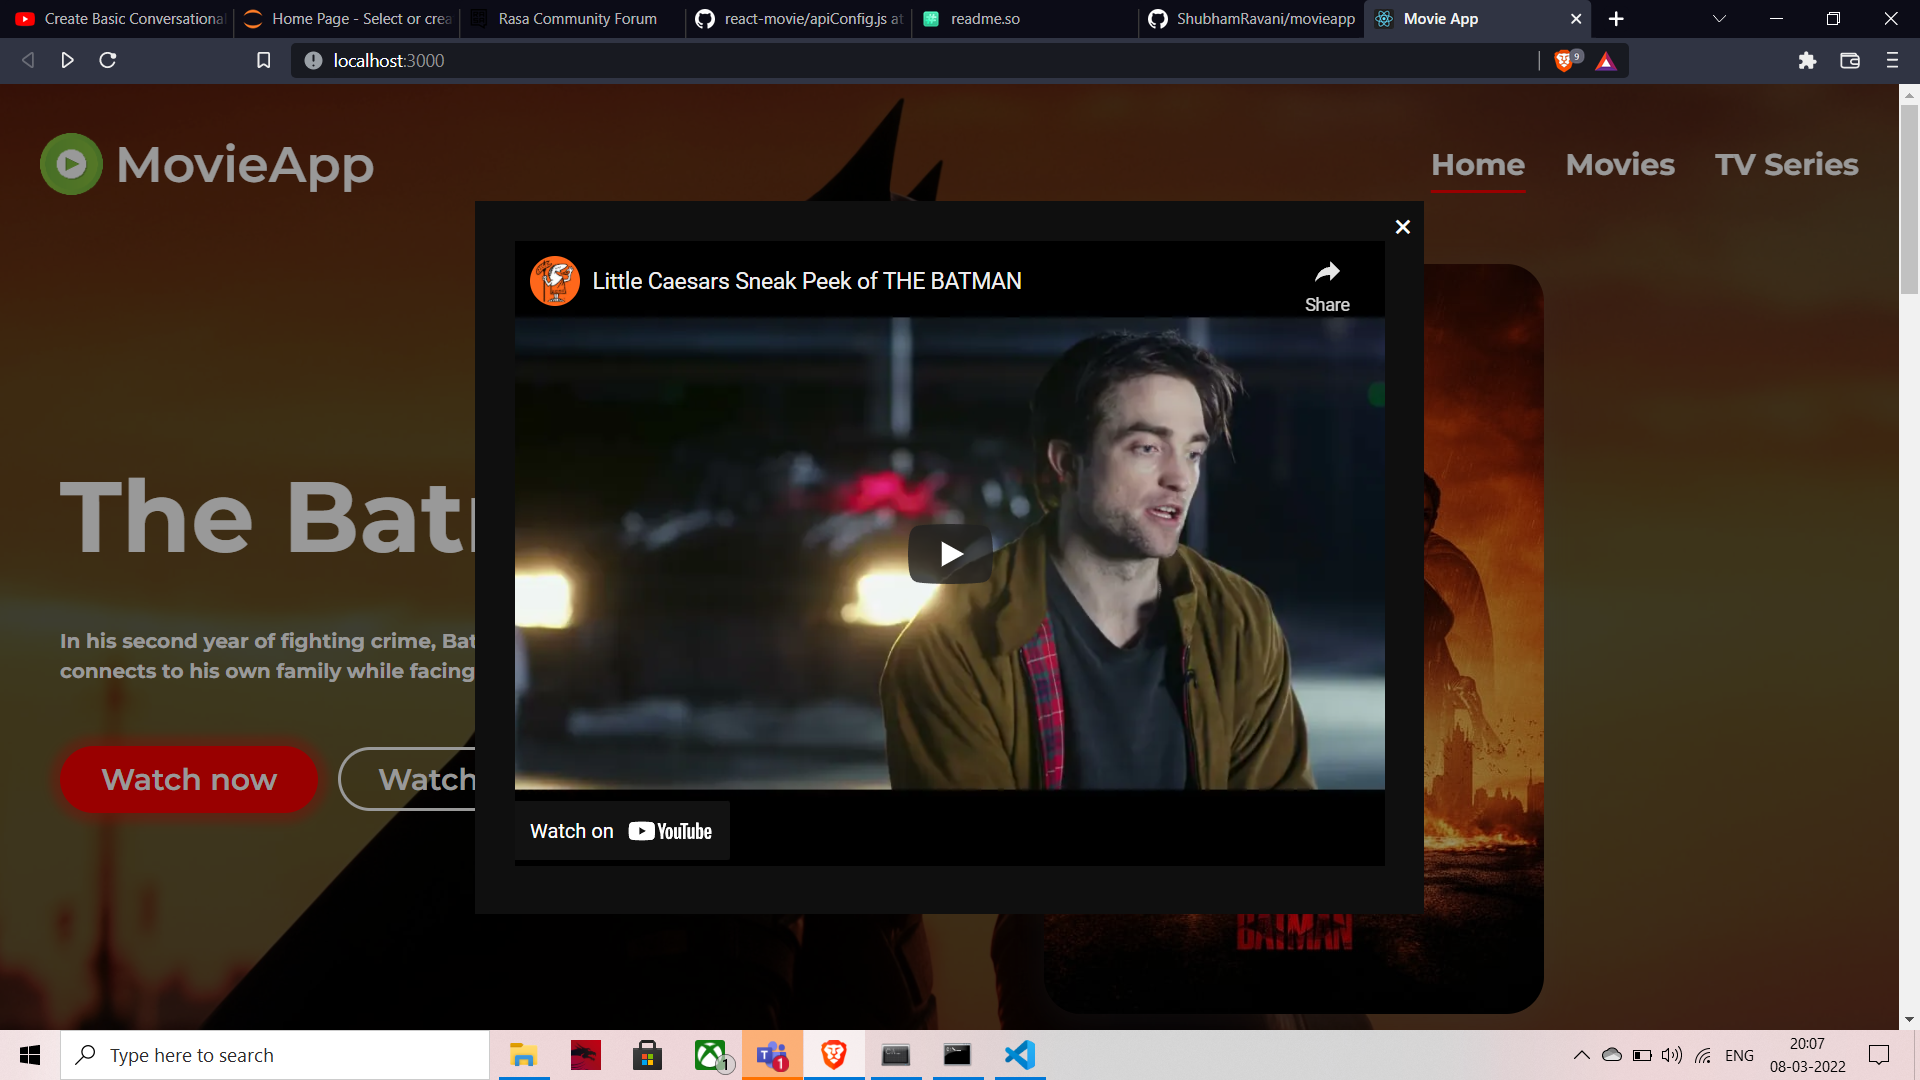 Create Basic Conversational
Home Page - Select or crea
Rasa Community Forum
react-movie/apiConfig.js at
readme.so
ShubhamRavani/movieapp
Movie App
localhost:3000
9
MovieApp
Home
Movies
TV Series
Little Caesars Sneak Peek of THE BATMAN
Share
The Bat
In his second year of fighting crime, Bat
connects to his own family while facing
Watch now
Watch
Watch on YouTube
BATMAN
Type here to search
1
1
ENG
20:07
08-03-2022